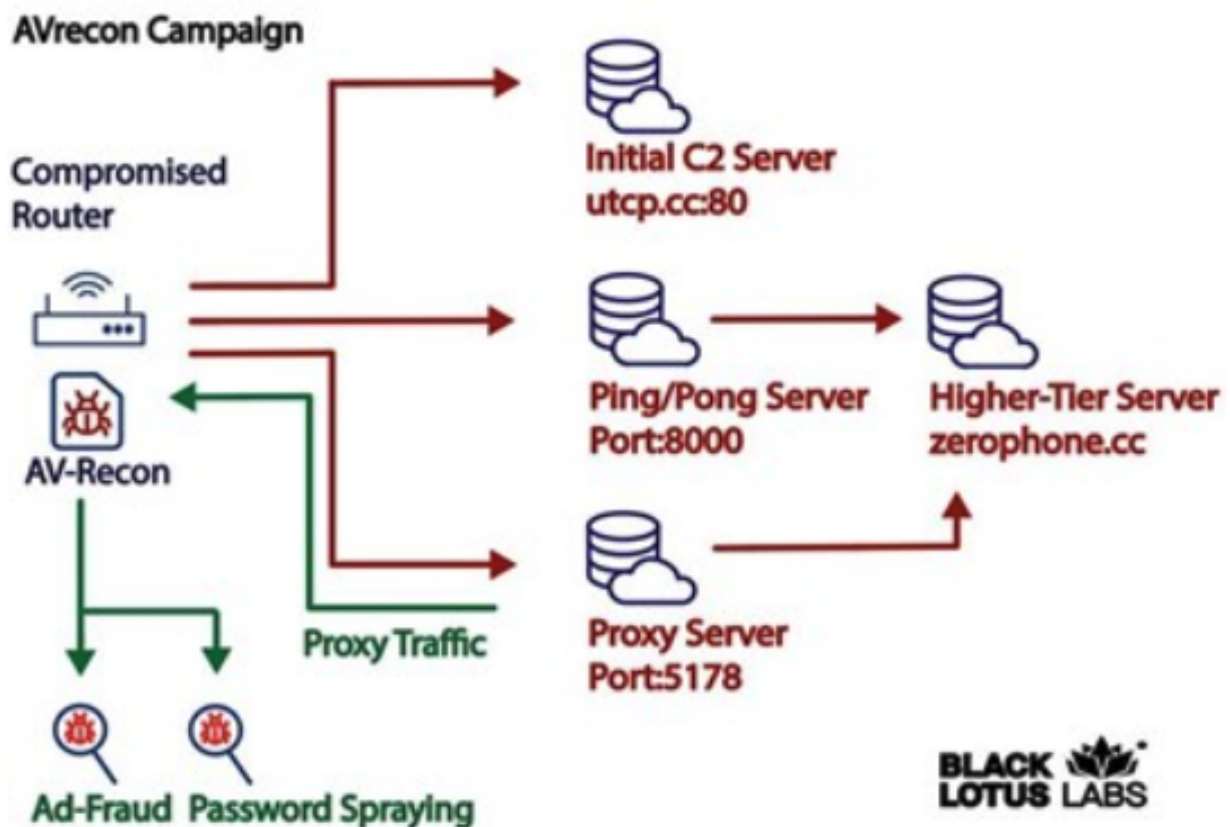 AVrecon Campaign
Initial C2 Server
utcp.cc:80
Compromised
Router
Ping/Pong Server
Port:8000
Higher-Tier Server
zerophone.cc
AV-Recon
Proxy Traffic
Proxy Server
Port:5178
Ad-Fraud
Password Spraying
BLACK
LOTUS LABS